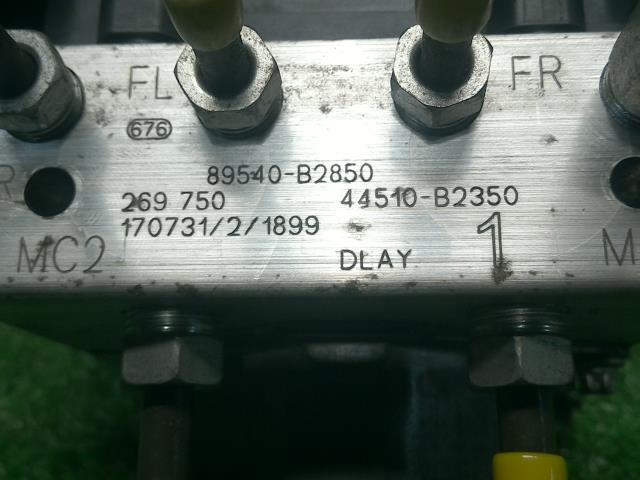 FL FR
676
89540-B2850
R 269 750 44510-B2350
170731/2/1899
MC2 DLAY 1 M